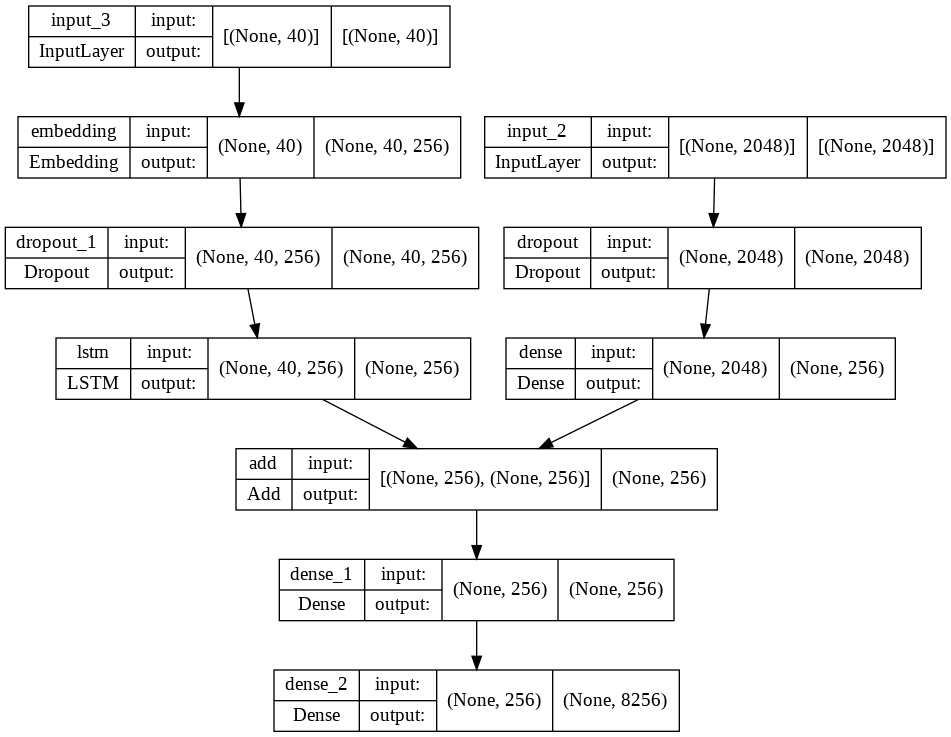 input_3 input: [(None, 40)] [(None, 40)]
InputLayer output:
embedding input: (None, 40) (None, 40, 256)
Embedding output:
input_2 input: [(None, 2048)] [(None, 2048)]
InputLayer output:
dropout_1 input: (None, 40, 256) (None, 40, 256)
Dropout output:
dropout input: (None, 2048) (None, 2048)
Dropout output:
lstm input: (None, 40, 256) (None, 256)
LSTM output:
dense input: (None, 2048) (None, 256)
Dense output:
add input: [(None, 256), (None, 256)] (None, 256)
Add output:
dense_1 input: (None, 256) (None, 256)
Dense output:
dense_2 input: (None, 256) (None, 8256)
Dense output: